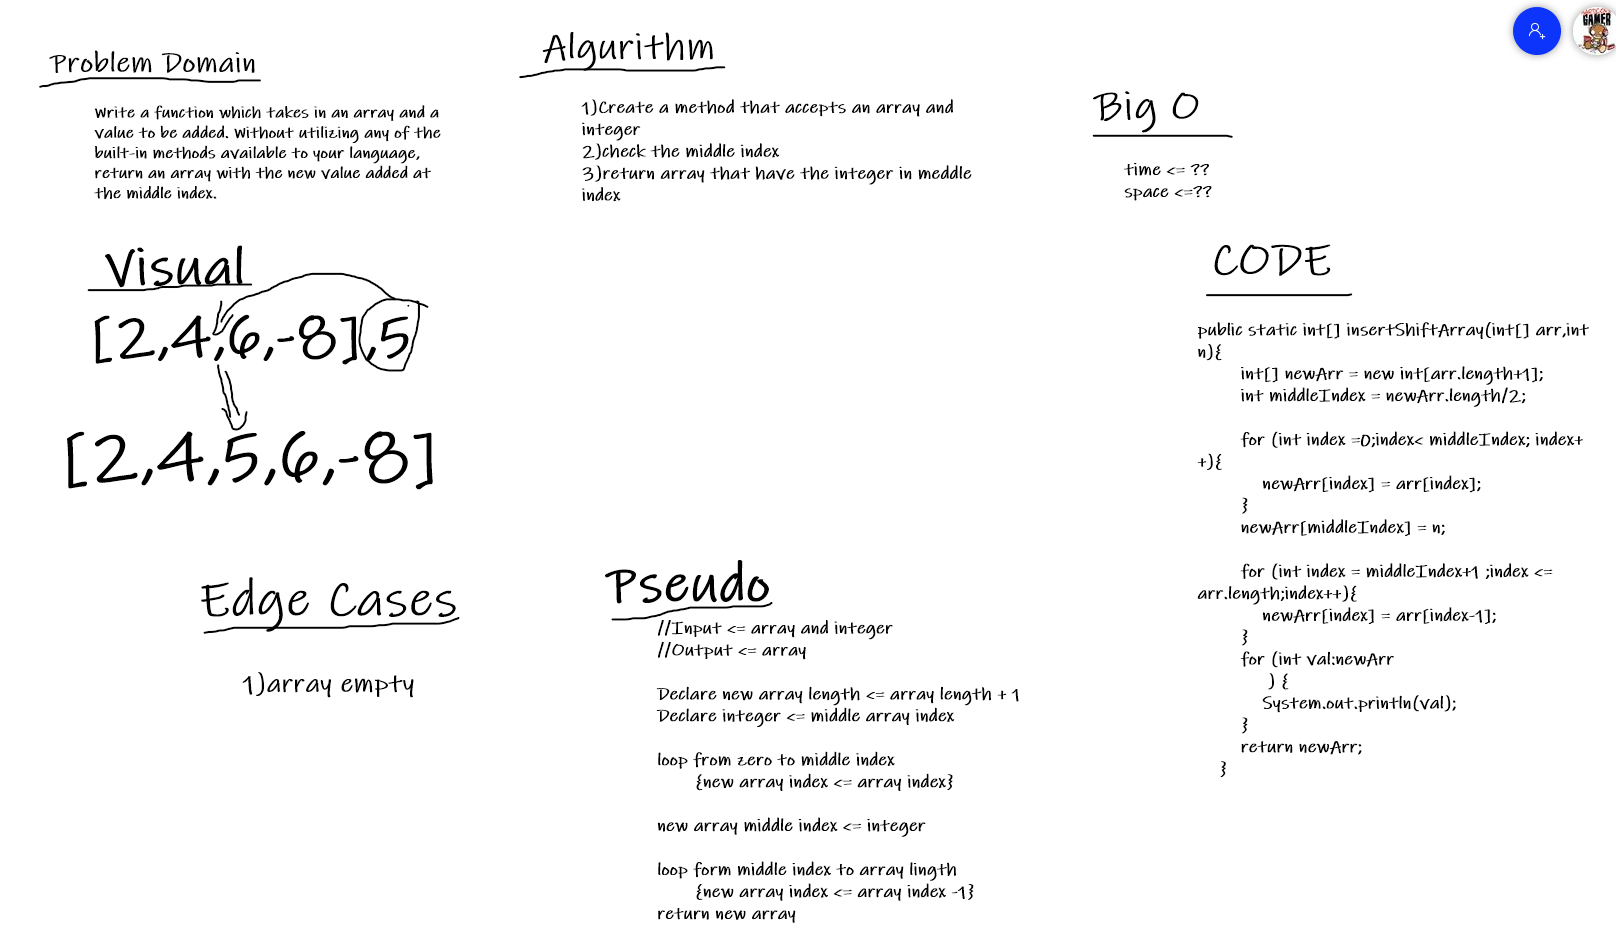 Problem Domain
Write a function which takes in an array and a
value to be added. Without utilizing any of the
built-in methods available to your language,
return an array with the new value added at
the middle index.
Visual
[2,4,6,-8],5
[2,4,5,6,-8]
Edge Cases
1)array empty
Algurithm
1)Create a method that accepts an array and
integer
2)check the middle index
3)return array that have the integer in meddle
index
Pseudo
//Input <= array and integer
//Output <= array
Declare new array length <= array length + 1
Declare integer <= middle array index
loop from zero to middle index
{new array index <= array index}
new array middle index <= integer
loop form middle index to array lingth
{new array index <= array index -1}
return new array
Big O
time <= ??
space <=??
CODE
public static int[] insertShiftArray(int[] arr,int
n){
int[] newArr = new int[arr.length+1];
int middleIndex = newArr.length/2;
for (int index =0;index< middleIndex; index+
+){
newArr[index] = arr[index];
}
newArr[middleIndex] = n;
for (int index = middleIndex+1 ;index <=
arr.length;index++){
newArr[index] = arr[index-1];
}
for (int val:newArr
) {
System.out.println(val);
}
return newArr;
}
GAMER